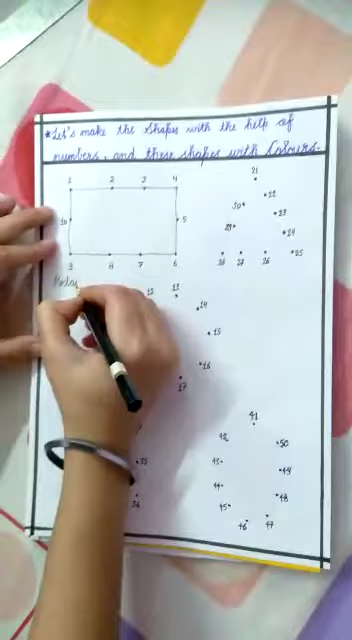 *Let's make the shapes with the help of
numbers, and these shapes with Colours.
1 2 3 4
10 5
9 8 7 6
21
22
30 23
29 24
28 27 26 25
12 13
14
15
16
17
35
36
41
42 50
43 49
44 48
45 46 47